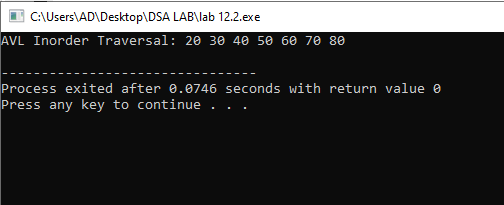 C:\Users\AD\Desktop\DSA LAB\lab 12.2.exe
AVL Inorder Traversal: 20 30 40 50 60 70 80
--------------------------------
Process exited after 0.0746 seconds with return value 0
Press any key to continue . . .